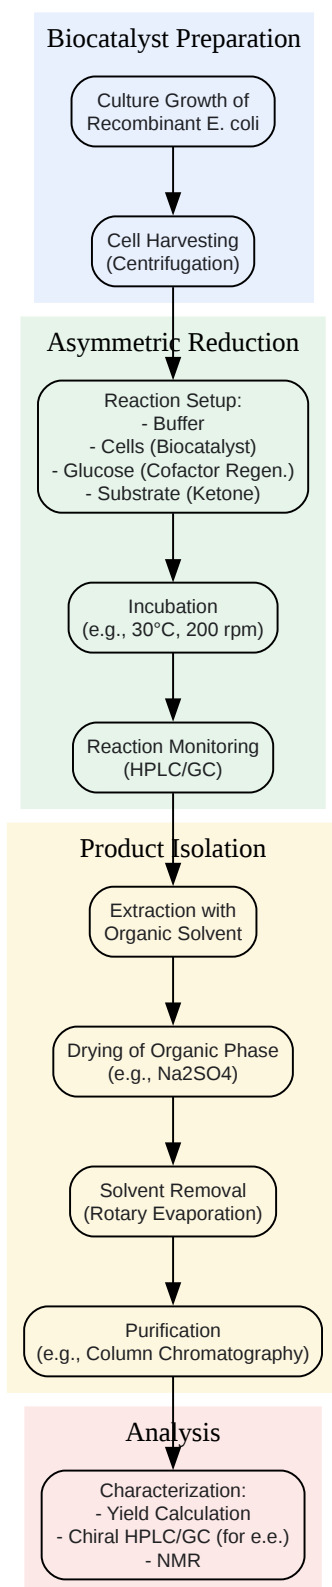 Biocatalyst Preparation
Culture Growth of
Recombinant E. coli
Cell Harvesting
(Centrifugation)
Asymmetric Reduction
Reaction Setup:
- Buffer
- Cells (Biocatalyst)
- Glucose (Cofactor Regen.)
- Substrate (Ketone)
Incubation
(e.g., 30°C, 200 rpm)
Reaction Monitoring
(HPLC/GC)
Product Isolation
Extraction with
Organic Solvent
Drying of Organic Phase
(e.g., Na2SO4)
Solvent Removal
(Rotary Evaporation)
Purification
(e.g., Column Chromatography)
Analysis
Characterization:
- Yield Calculation
- Chiral HPLC/GC (for e.e.)
- NMR